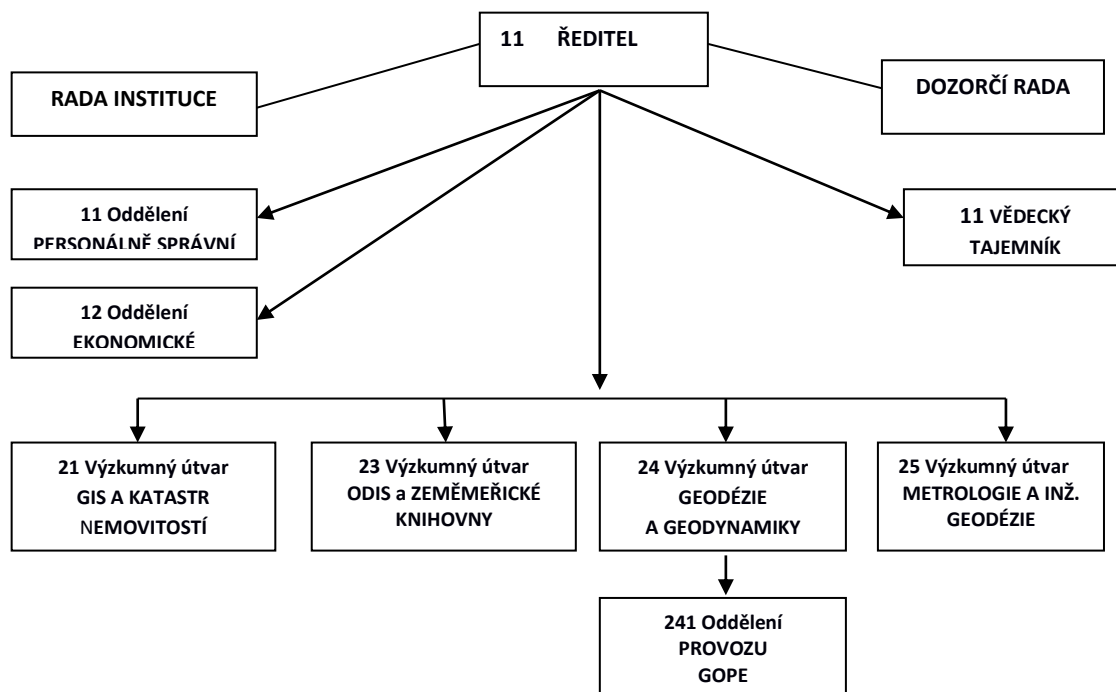 11 ŘEDITEL
RADA INSTITUCE
DOZORČÍ RADA
11 Oddělení
PERSONÁLNĚ SPRÁVNÍ
11 VĚDECKÝ
TAJEMNÍK
12 Oddělení
EKONOMICKÉ
21 Výzkumný útvar
GIS A KATASTR
NEMOVITOSTÍ
23 Výzkumný útvar
ODIS a ZEMĚMEŘICKÉ
KNIHOVNY
24 Výzkumný útvar
GEODÉZIE
A GEODYNAMIKY
25 Výzkumný útvar
METROLOGIE A INŽ.
GEODÉZIE
241 Oddělení
PROVOZU
GOPE